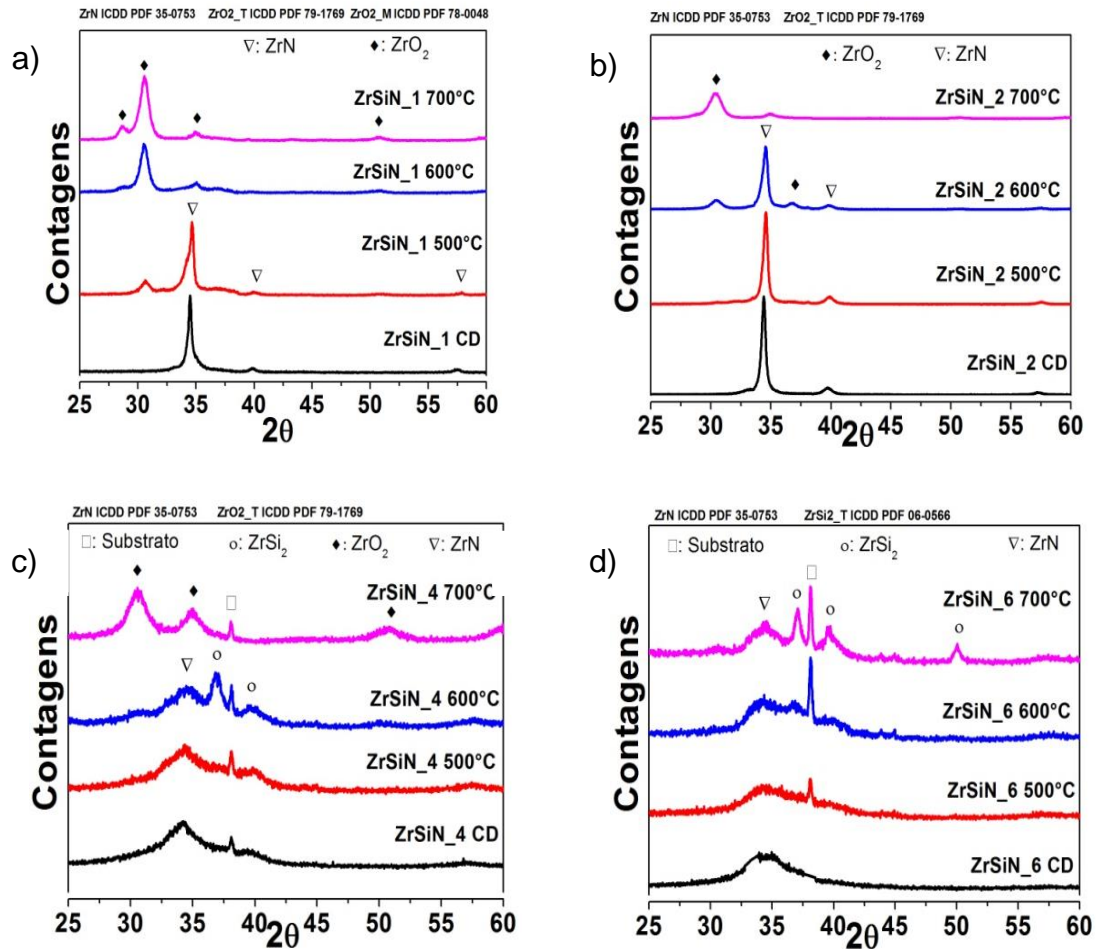 ZrN ICDD PDF 35-0753 ZrO2_T ICDD PDF 79-1769 ZrO2_M ICDD PDF 78-0048
a)
▽: ZrN ◆: ZrO₂
ZrSiN_1 700°C
ZrSiN_1 600°C
ZrSiN_1 500°C
ZrSiN_1 CD
Contagens
25 30 35 40 45 50 55 60
2θ
ZrN ICDD PDF 35-0753 ZrO2_T ICDD PDF 79-1769
b)
◆: ZrO₂ ▽: ZrN
ZrSiN_2 700°C
ZrSiN_2 600°C
ZrSiN_2 500°C
ZrSiN_2 CD
Contagens
25 30 35 40 45 50 55 60
2θ
ZrN ICDD PDF 35-0753 ZrO2_T ICDD PDF 79-1769
c)
□: Substrato o: ZrSi₂ ◆: ZrO₂ ▽: ZrN
ZrSiN_4 700°C
ZrSiN_4 600°C
ZrSiN_4 500°C
ZrSiN_4 CD
Contagens
25 30 35 40 45 50 55 60
2θ
ZrN ICDD PDF 35-0753 ZrSi2_T ICDD PDF 06-0566
d)
□: Substrato o: ZrSi₂ ▽: ZrN
ZrSiN_6 700°C
ZrSiN_6 600°C
ZrSiN_6 500°C
ZrSiN_6 CD
Contagens
25 30 35 40 45 50 55 60
2θ